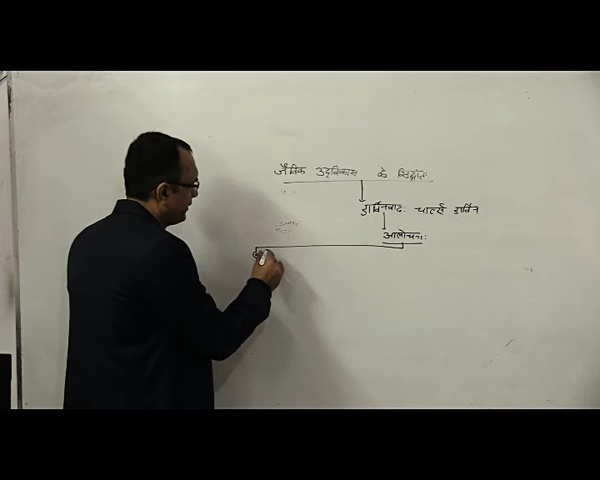 जैविक उद्विकास के सिद्धांत:
डार्विनवाद: चार्ल्स डार्विन
आलोचना: